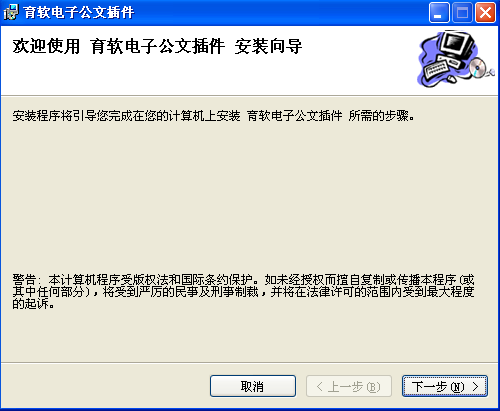 育软电子公文插件
欢迎使用 育软电子公文插件 安装向导
安装程序将引导您完成在您的计算机上安装 育软电子公文插件 所需的步骤。
警告: 本计算机程序受版权法和国际条约保护。如未经授权而擅自复制或传播本程序(或
其中任何部分)，将受到严厉的民事及刑事制裁，并将在法律许可的范围内受到最大程度
的起诉。
取消
< 上一步(B)
下一步(N) >